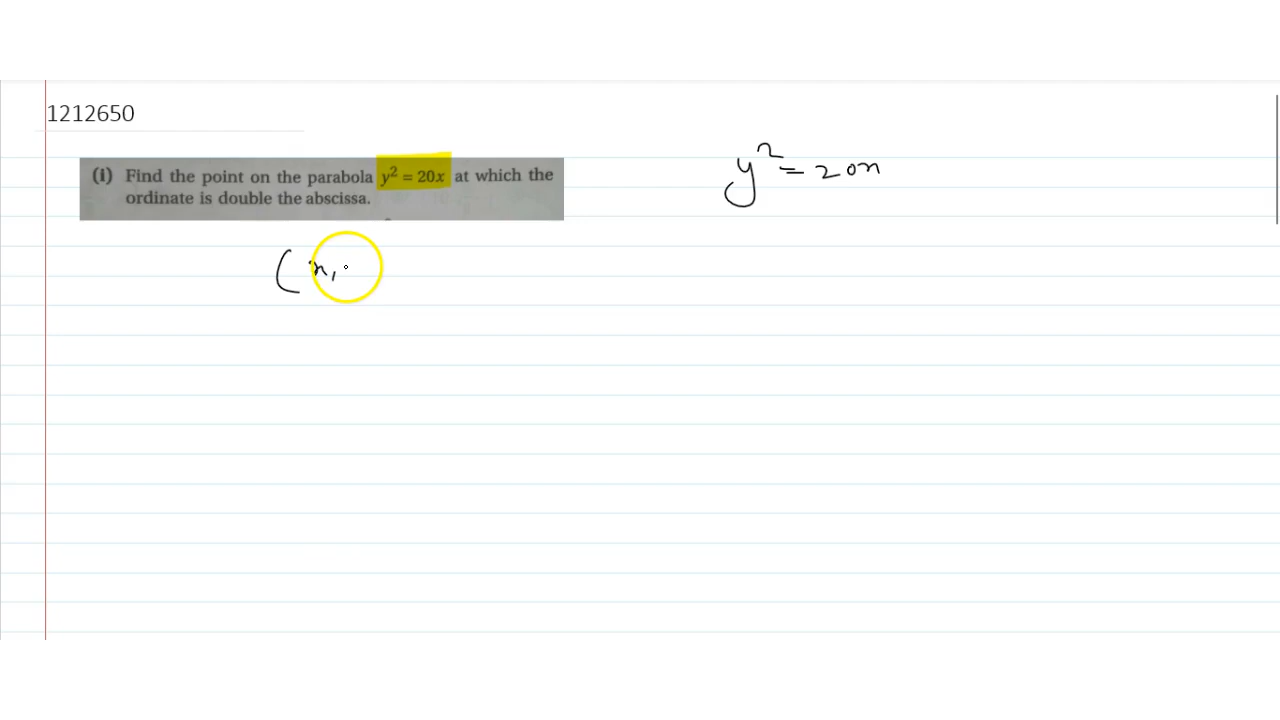 1212650
(i) Find the point on the parabola y² = 20x at which the
ordinate is double the abscissa.
y² = 20x
(x,